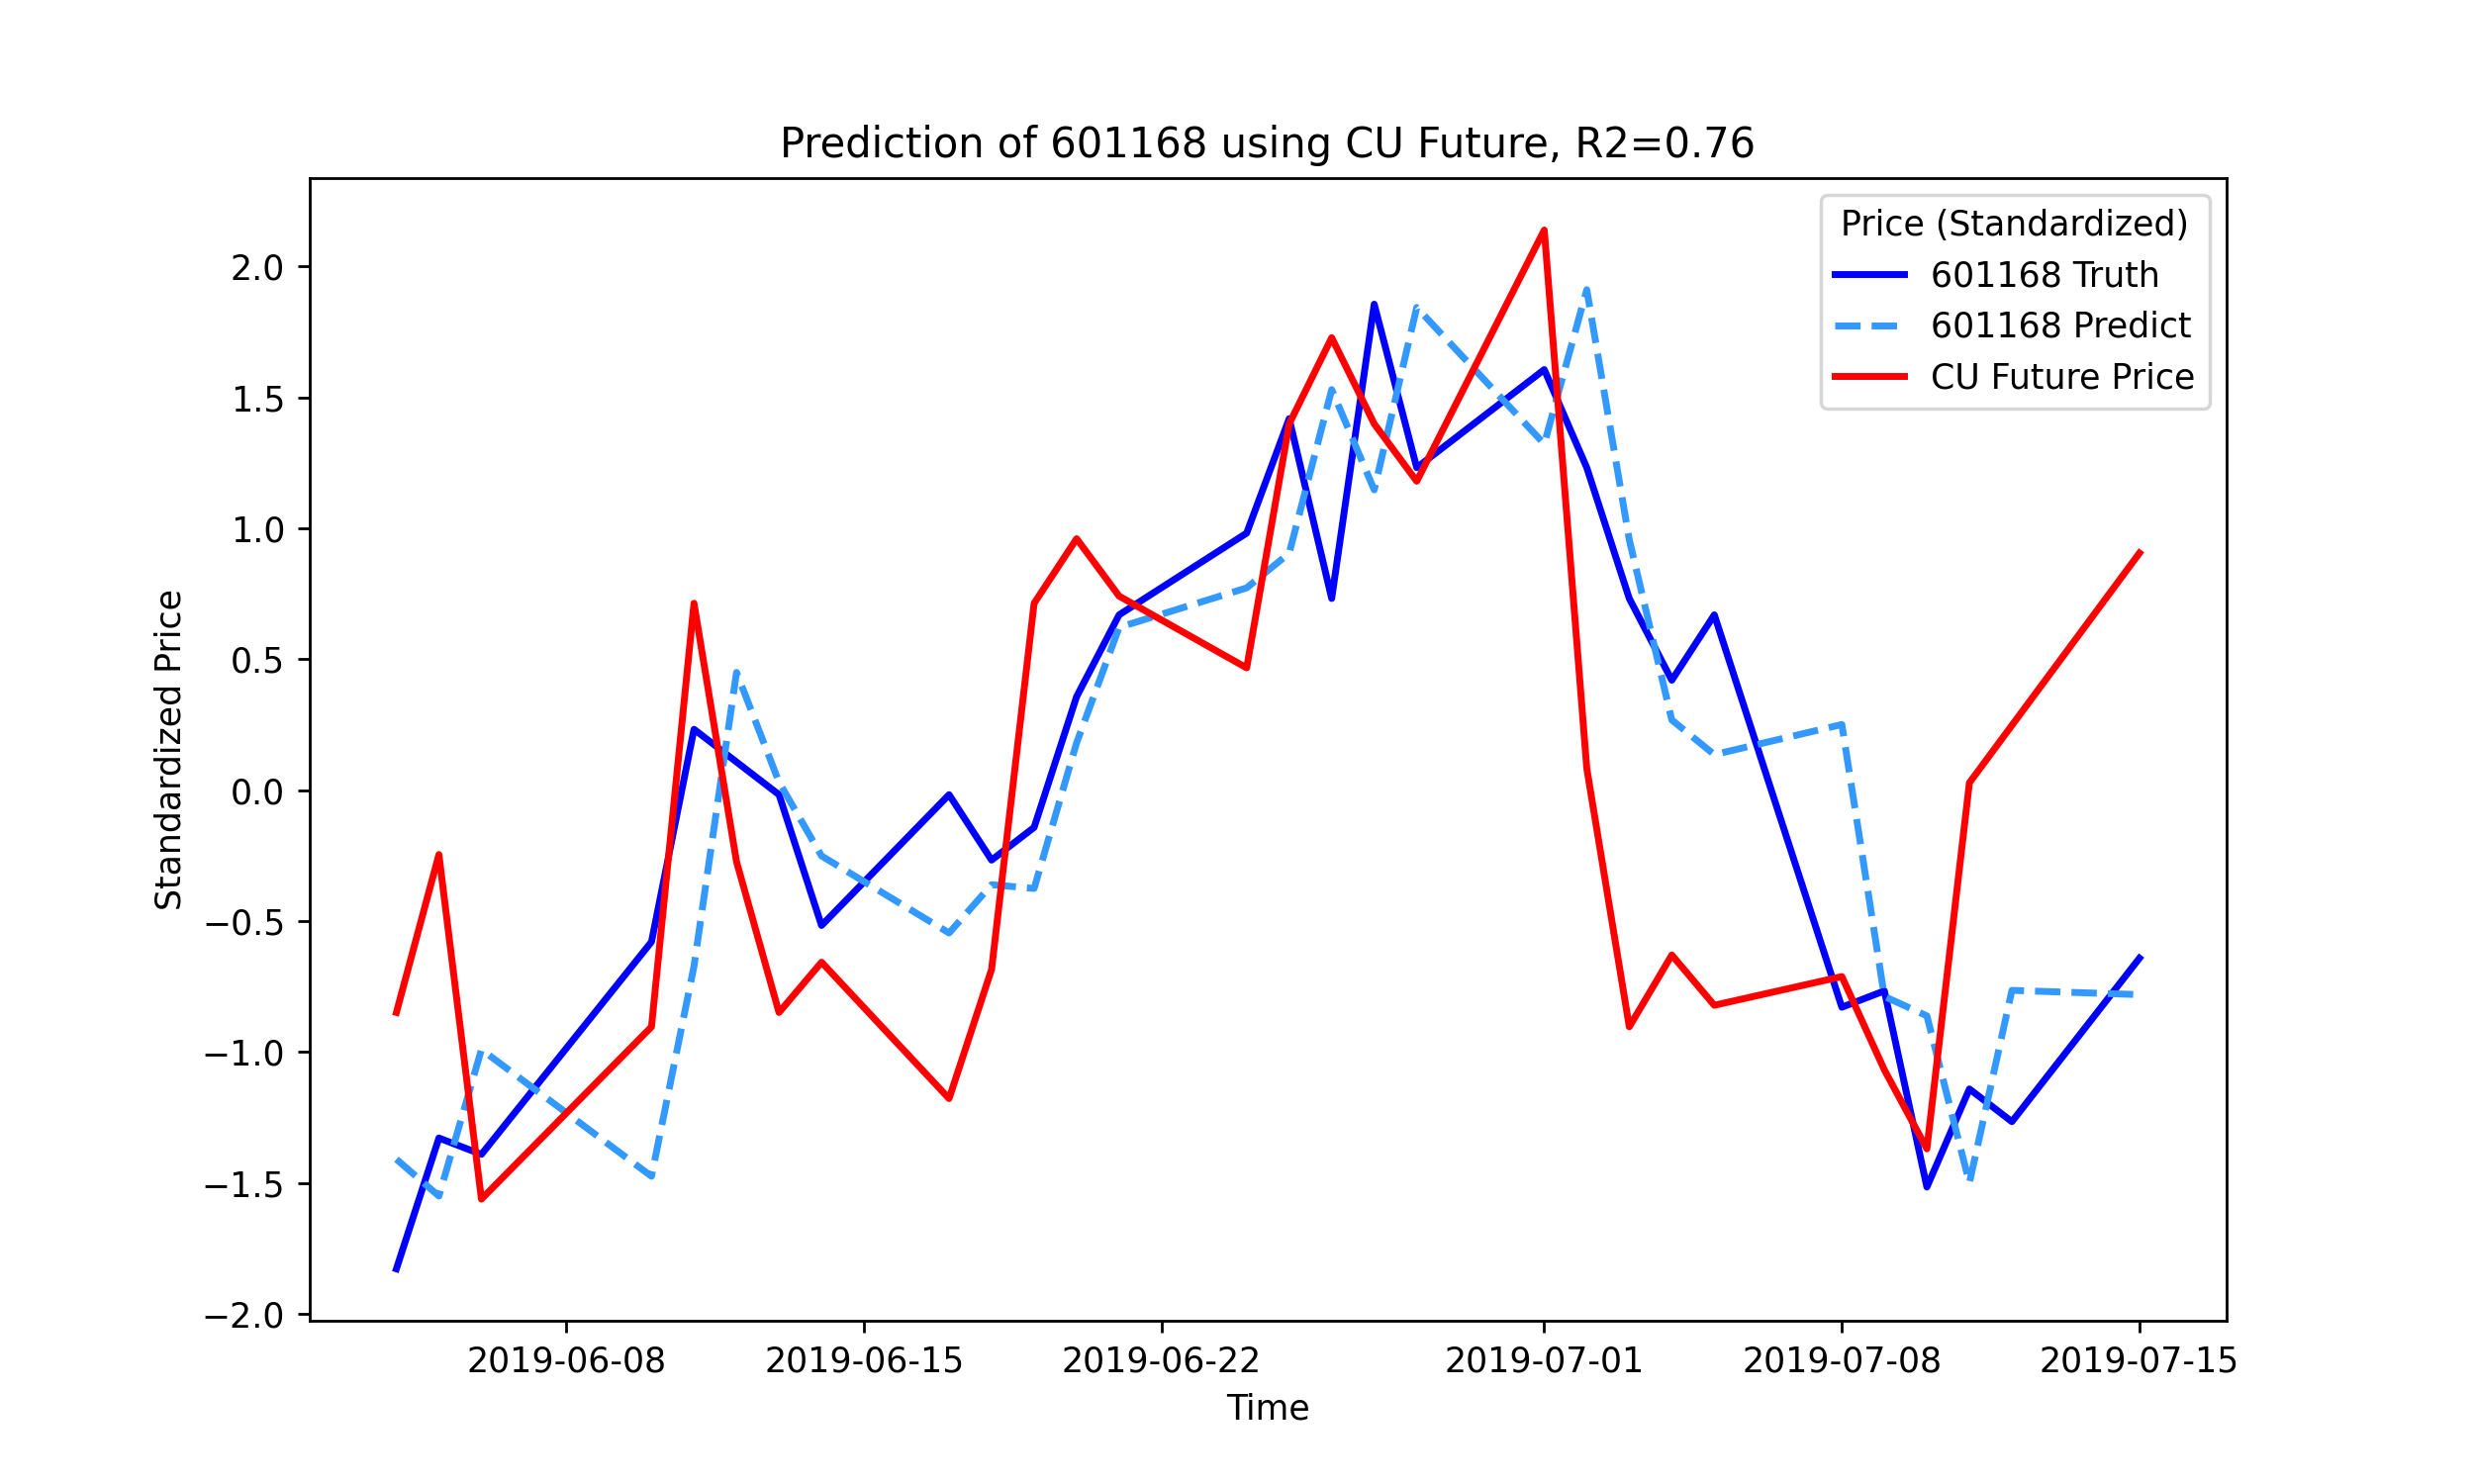 Prediction of 601168 using CU Future, R2=0.76
Price (Standardized)
601168 Truth
601168 Predict
CU Future Price
Standardized Price
2.0
1.5
1.0
0.5
0.0
−0.5
−1.0
−1.5
−2.0
2019-06-08 2019-06-15 2019-06-22 2019-07-01 2019-07-08 2019-07-15
Time